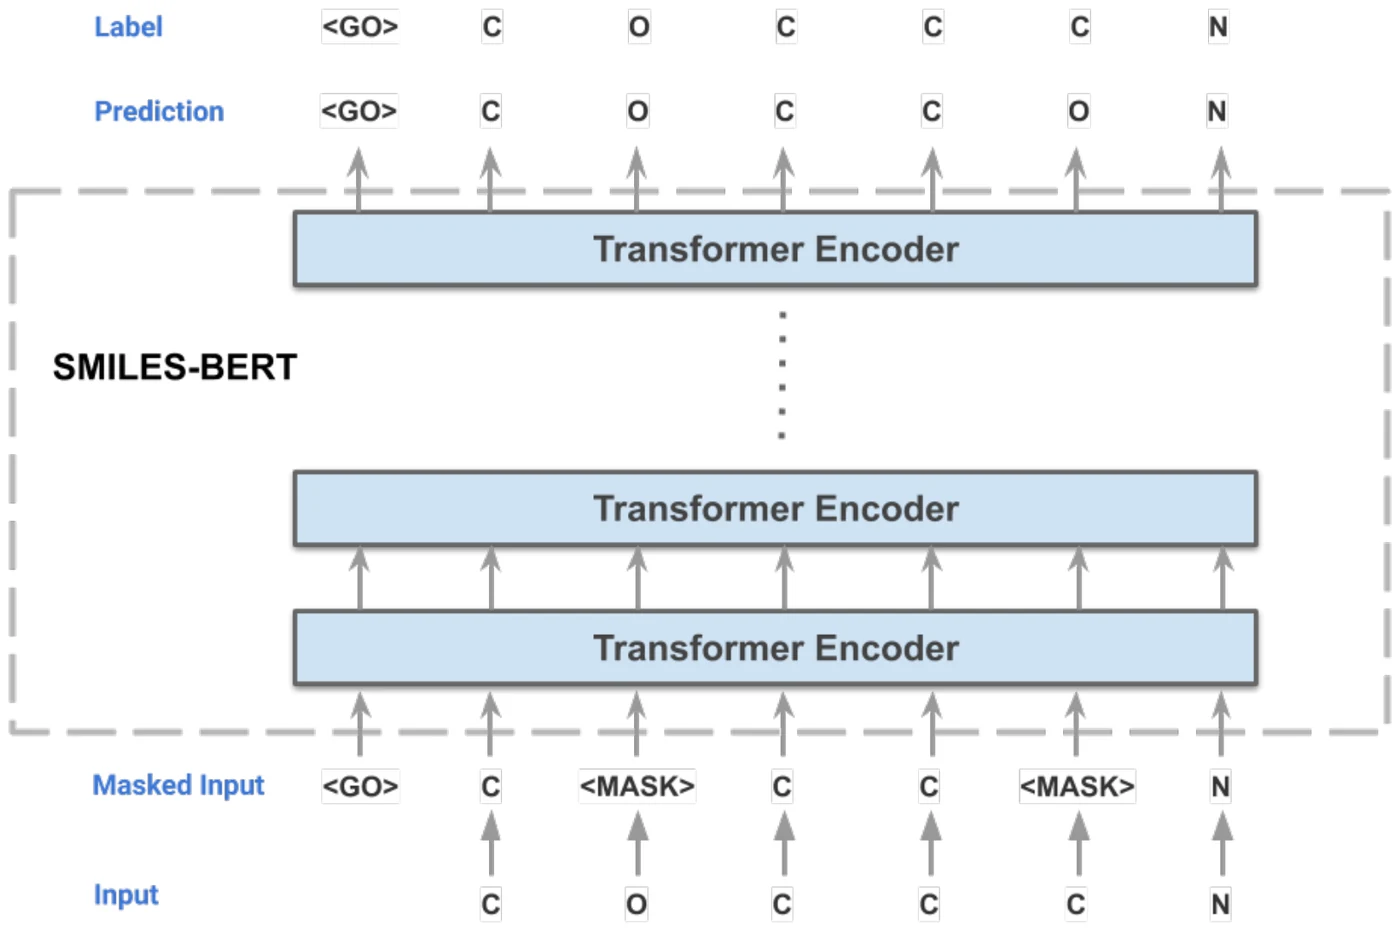 Label <GO> C O C C C N
Prediction <GO> C O C C O N
Transformer Encoder
SMILES-BERT
Transformer Encoder
Transformer Encoder
Masked Input <GO> C <MASK> C C <MASK> N
Input C O C C C N